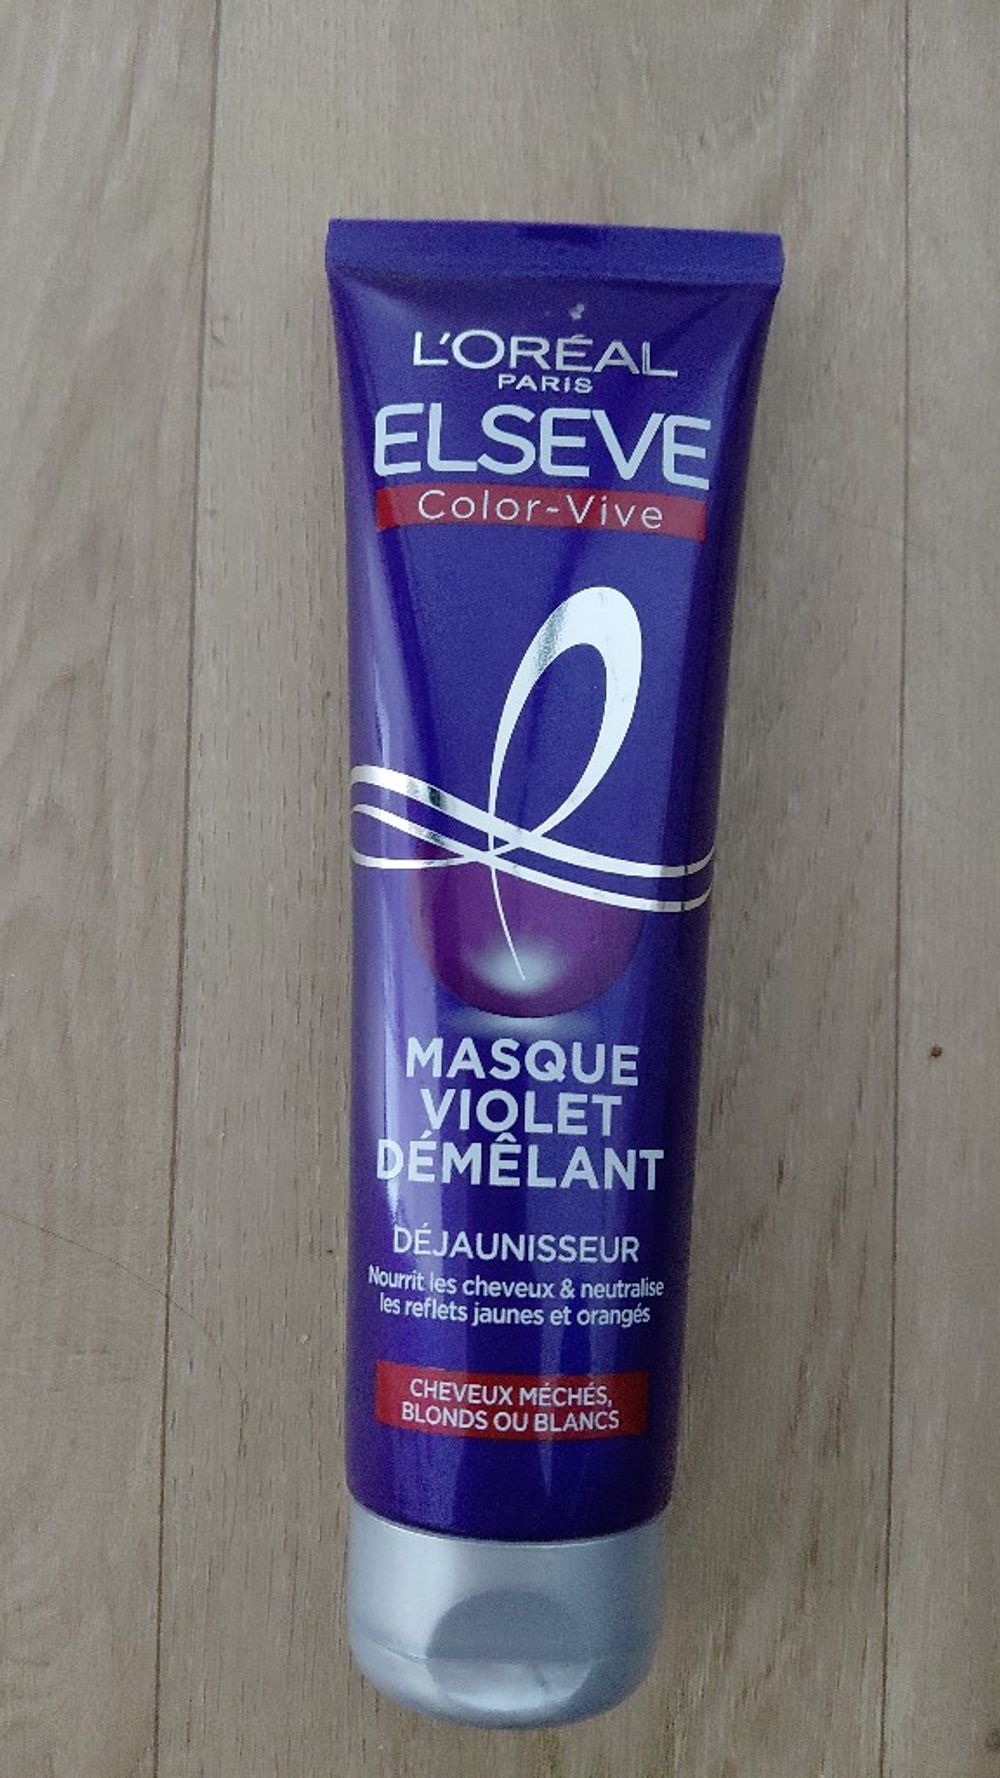 L'ORÉAL
PARIS
ELSEVE
Color-Vive
MASQUE
VIOLET
DÉMÊLANT
DÉJAUNISSEUR
Nourrit les cheveux & neutralise
les reflets jaunes et orangés
CHEVEUX MÉCHÉS,
BLONDS OU BLANCS